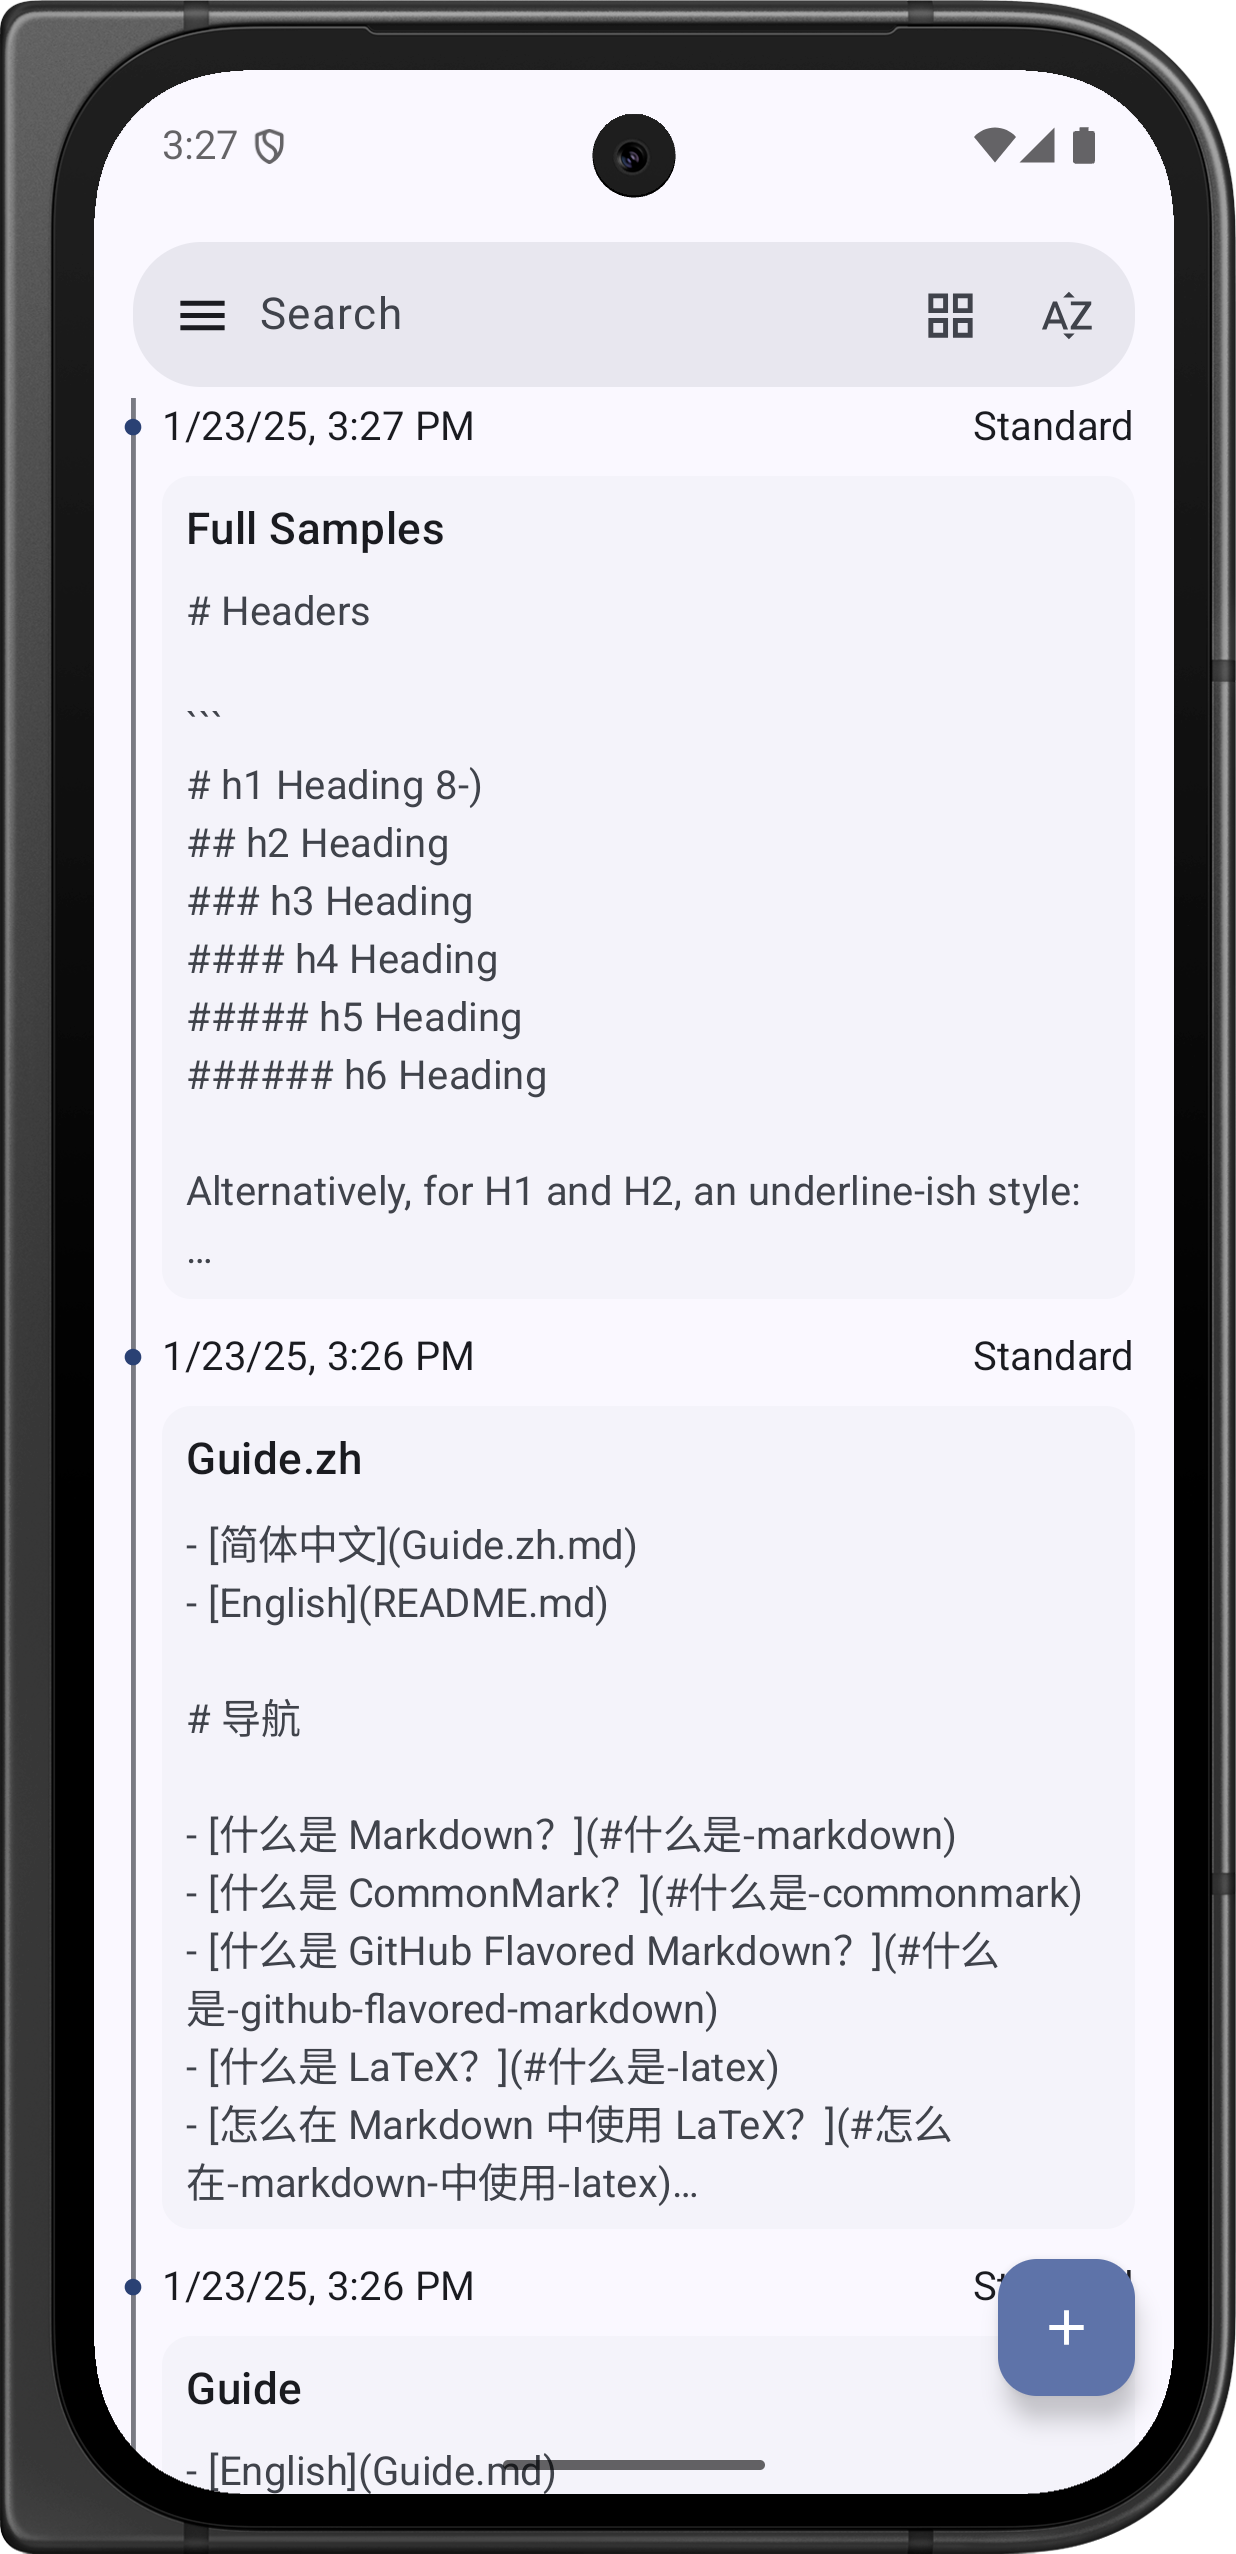 3:27
Search
AZ
1/23/25, 3:27 PM Standard
Full Samples
# Headers
```
# h1 Heading 8-)
## h2 Heading
### h3 Heading
#### h4 Heading
##### h5 Heading
###### h6 Heading
Alternatively, for H1 and H2, an underline-ish style:
…
1/23/25, 3:26 PM Standard
Guide.zh
- [简体中文](Guide.zh.md)
- [English](README.md)
# 导航
- [什么是 Markdown？](#什么是-markdown)
- [什么是 CommonMark？](#什么是-commonmark)
- [什么是 GitHub Flavored Markdown？](#什么
是-github-flavored-markdown)
- [什么是 LaTeX？](#什么是-latex)
- [怎么在 Markdown 中使用 LaTeX？](#怎么
在-markdown-中使用-latex)…
1/23/25, 3:26 PM
Guide
- [English](Guide.md)